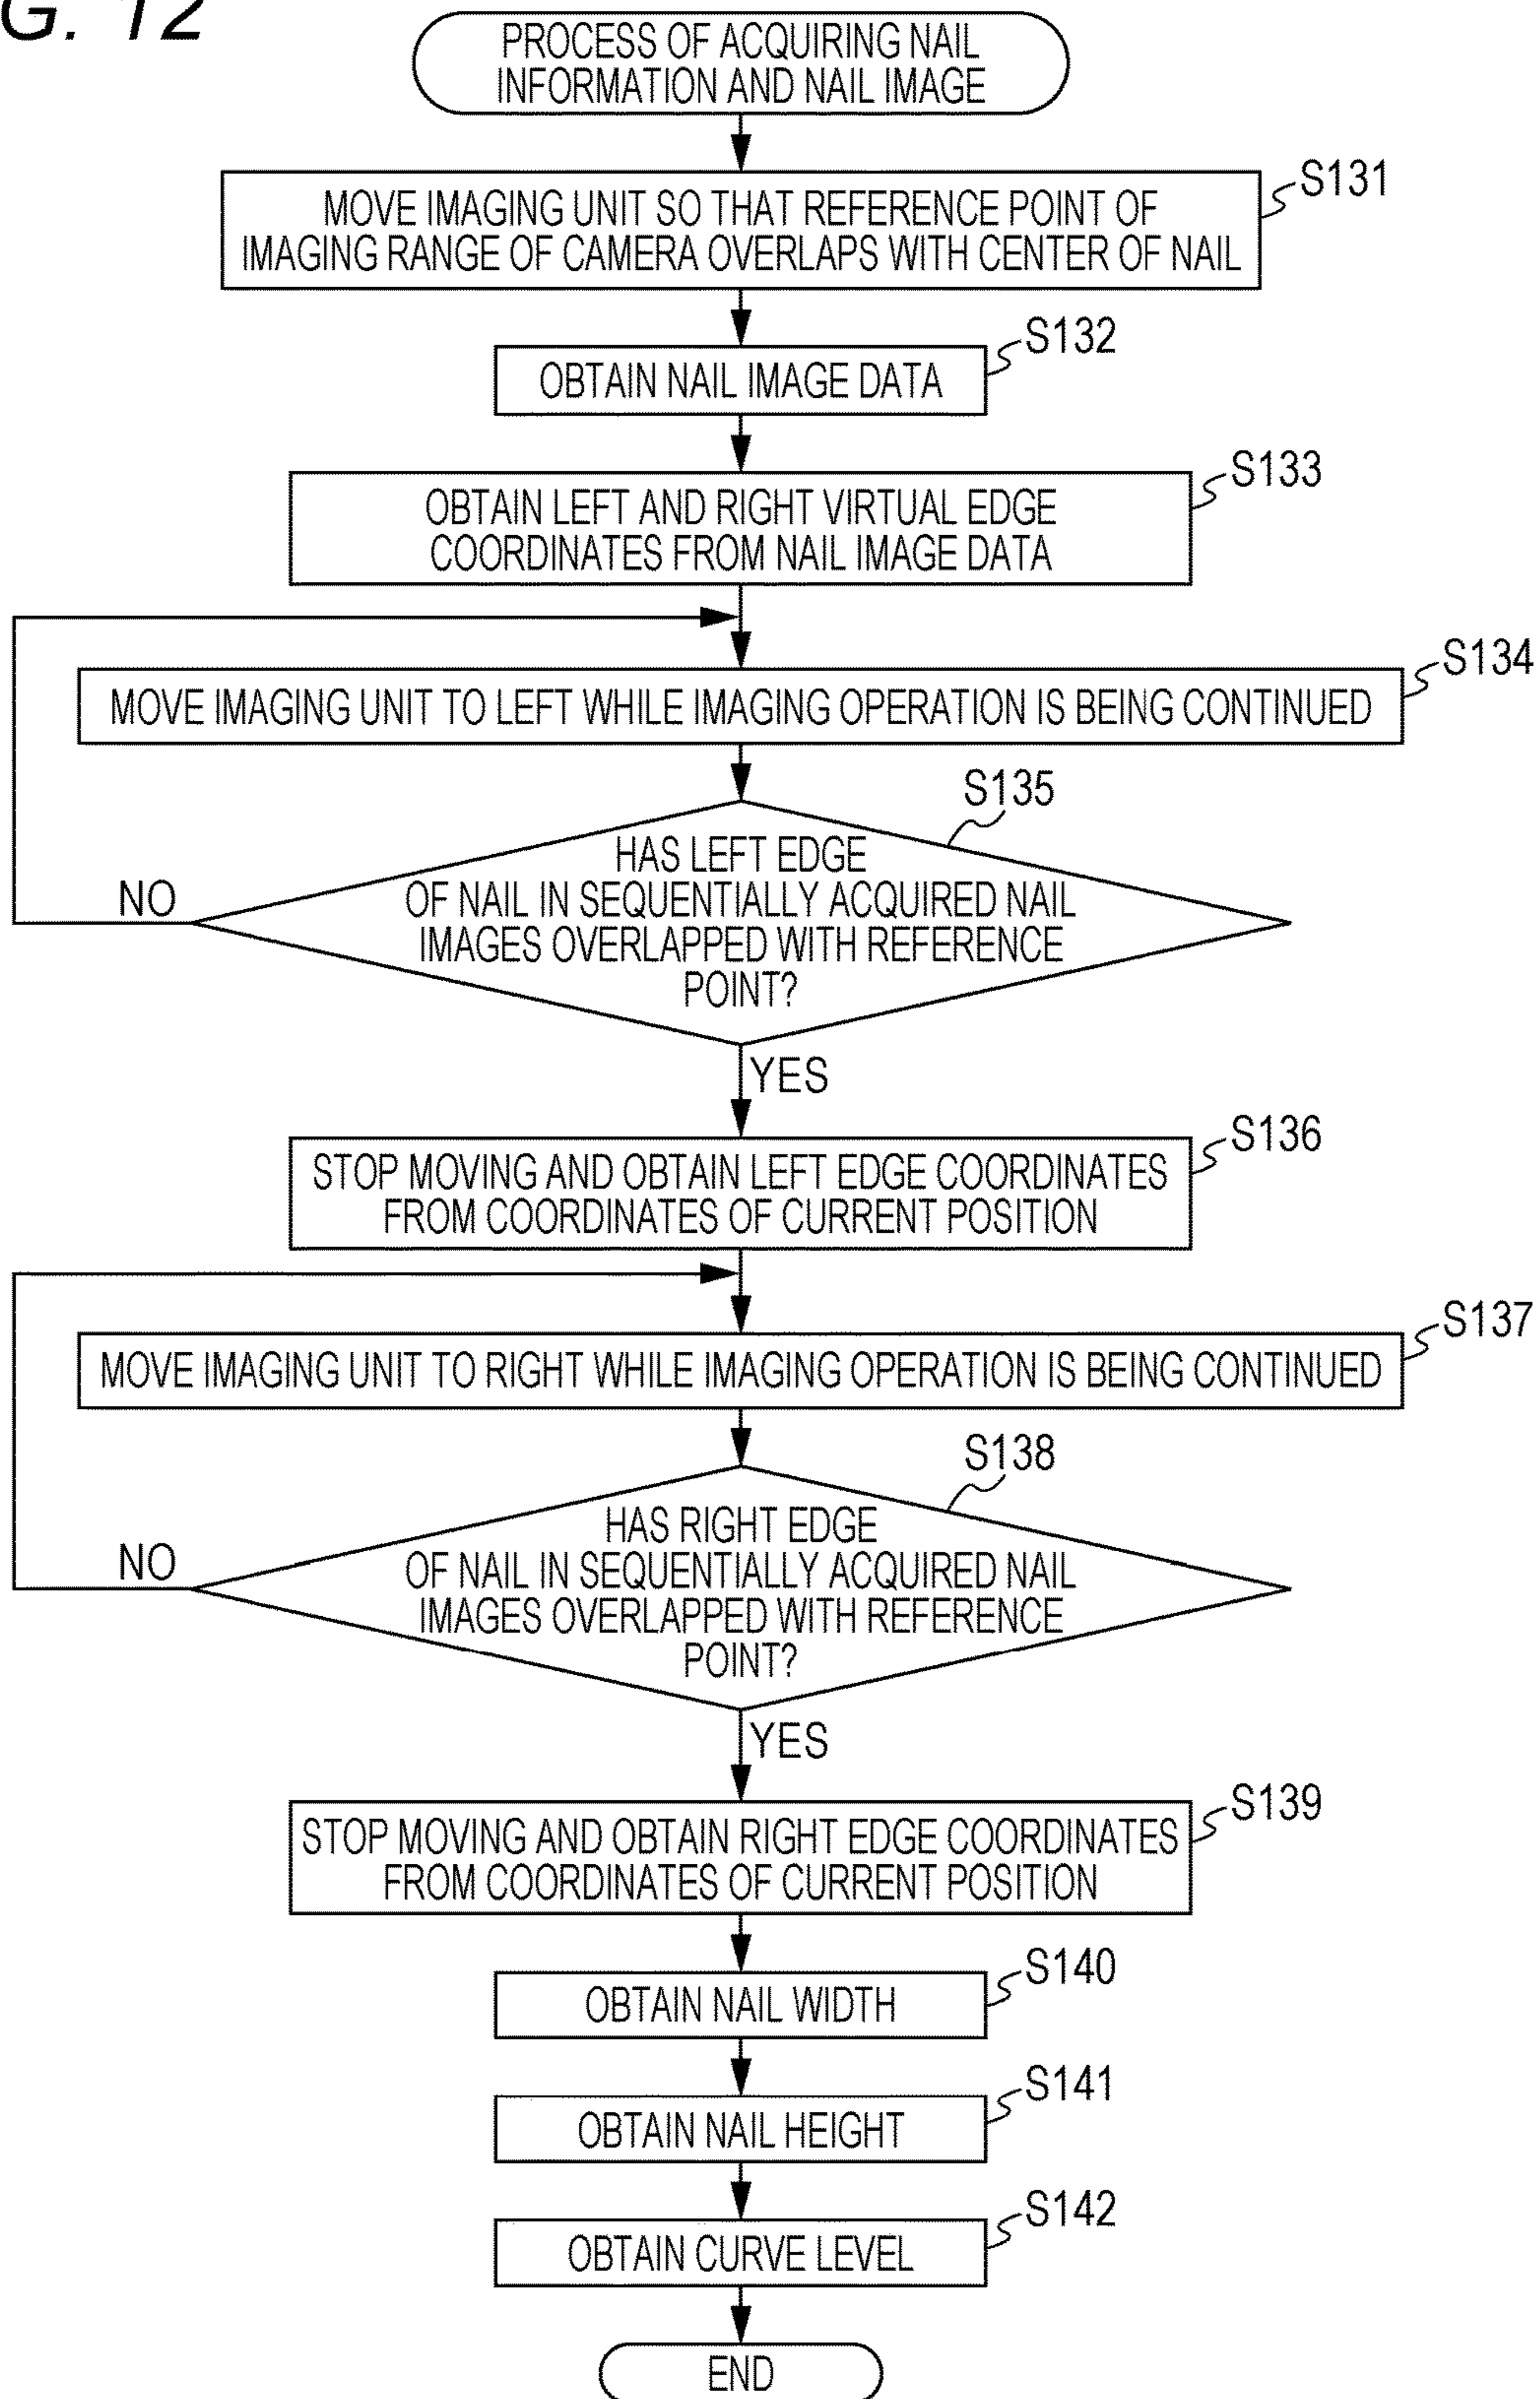 G. 12
PROCESS OF ACQUIRING NAIL
INFORMATION AND NAIL IMAGE
S131
MOVE IMAGING UNIT SO THAT REFERENCE POINT OF
IMAGING RANGE OF CAMERA OVERLAPS WITH CENTER OF NAIL
S132
OBTAIN NAIL IMAGE DATA
S133
OBTAIN LEFT AND RIGHT VIRTUAL EDGE
COORDINATES FROM NAIL IMAGE DATA
S134
MOVE IMAGING UNIT TO LEFT WHILE IMAGING OPERATION IS BEING CONTINUED
S135
HAS LEFT EDGE
OF NAIL IN SEQUENTIALLY ACQUIRED NAIL
IMAGES OVERLAPPED WITH REFERENCE
POINT?
NO
YES
S136
STOP MOVING AND OBTAIN LEFT EDGE COORDINATES
FROM COORDINATES OF CURRENT POSITION
S137
MOVE IMAGING UNIT TO RIGHT WHILE IMAGING OPERATION IS BEING CONTINUED
S138
HAS RIGHT EDGE
OF NAIL IN SEQUENTIALLY ACQUIRED NAIL
IMAGES OVERLAPPED WITH REFERENCE
POINT?
NO
YES
S139
STOP MOVING AND OBTAIN RIGHT EDGE COORDINATES
FROM COORDINATES OF CURRENT POSITION
S140
OBTAIN NAIL WIDTH
S141
OBTAIN NAIL HEIGHT
S142
OBTAIN CURVE LEVEL
END